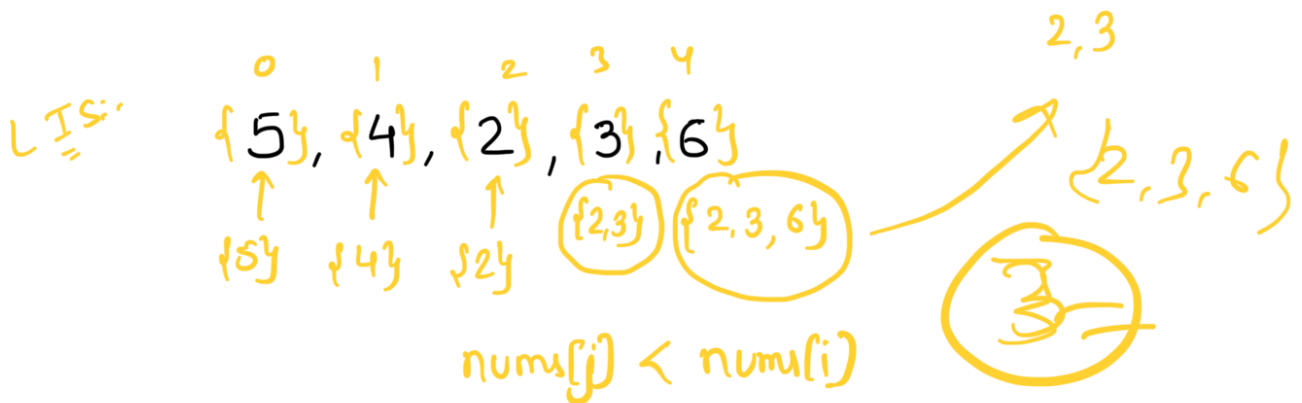 2,3
0 1 2 3 4
LIS:
{5}, {4}, {2}, {3}, {6}
{2,3,6}
{5} {4} {2} {2,3} {2,3,6}
3
nums[j] < nums[i]